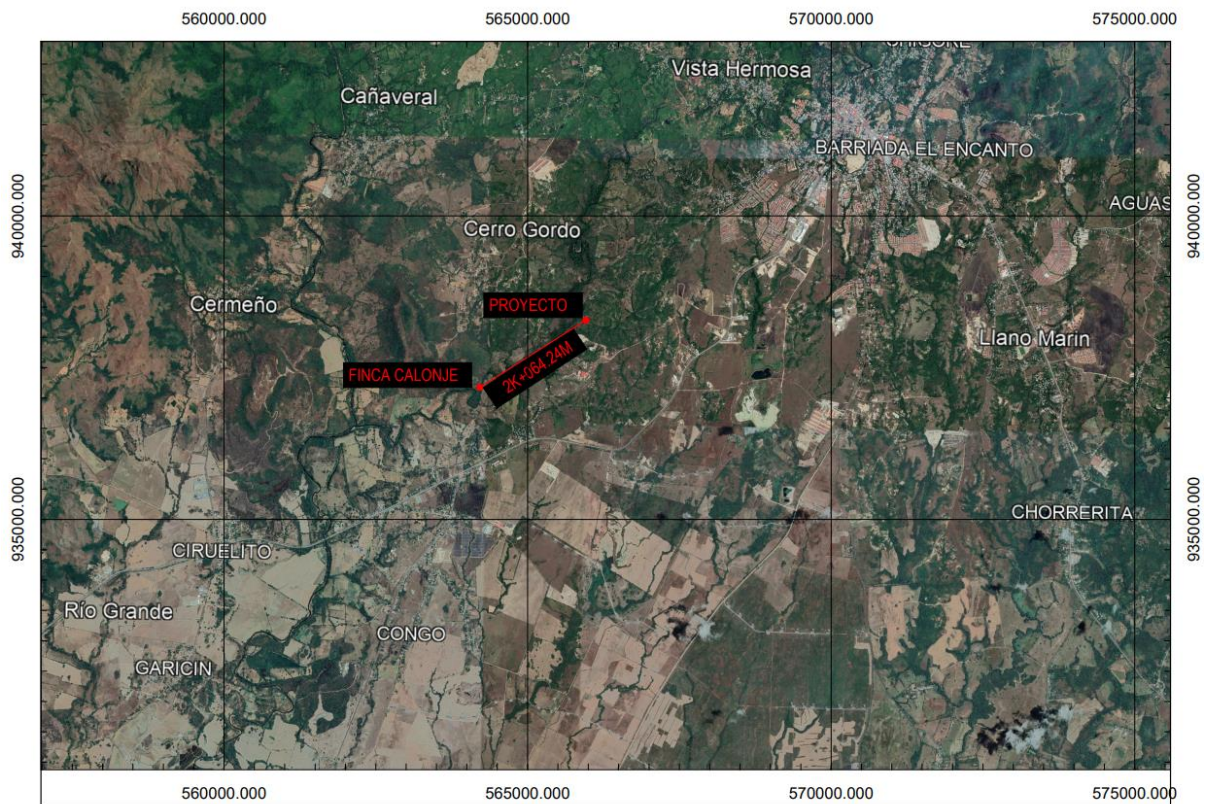 560000.000
565000.000
570000.000
575000.000
Vista Hermosa
Cañaveral
BARRIADA EL ENCANTO
940000.000
AGUAS
940000.000
Cerro Gordo
Cermeño
PROYECTO
Llano Marin
FINCA CALONJE
2K+064.24M
935000.000
CHORRERITA
935000.000
CIRUELITO
Río Grande
CONGO
GARICIN
560000.000
565000.000
570000.000
575000.000